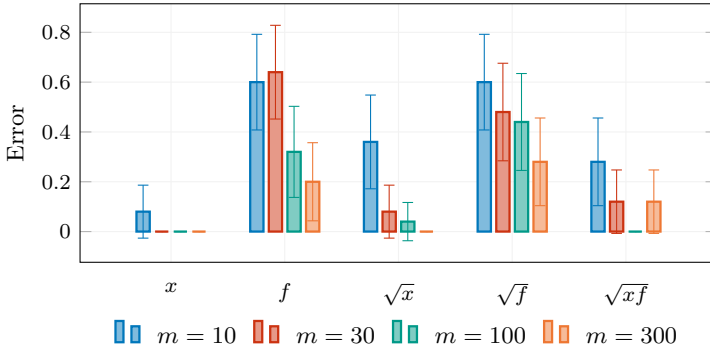 0.8
0.6
0.4
0.2
0
Error
x f √x √f √xf
m = 10 m = 30 m = 100 m = 300